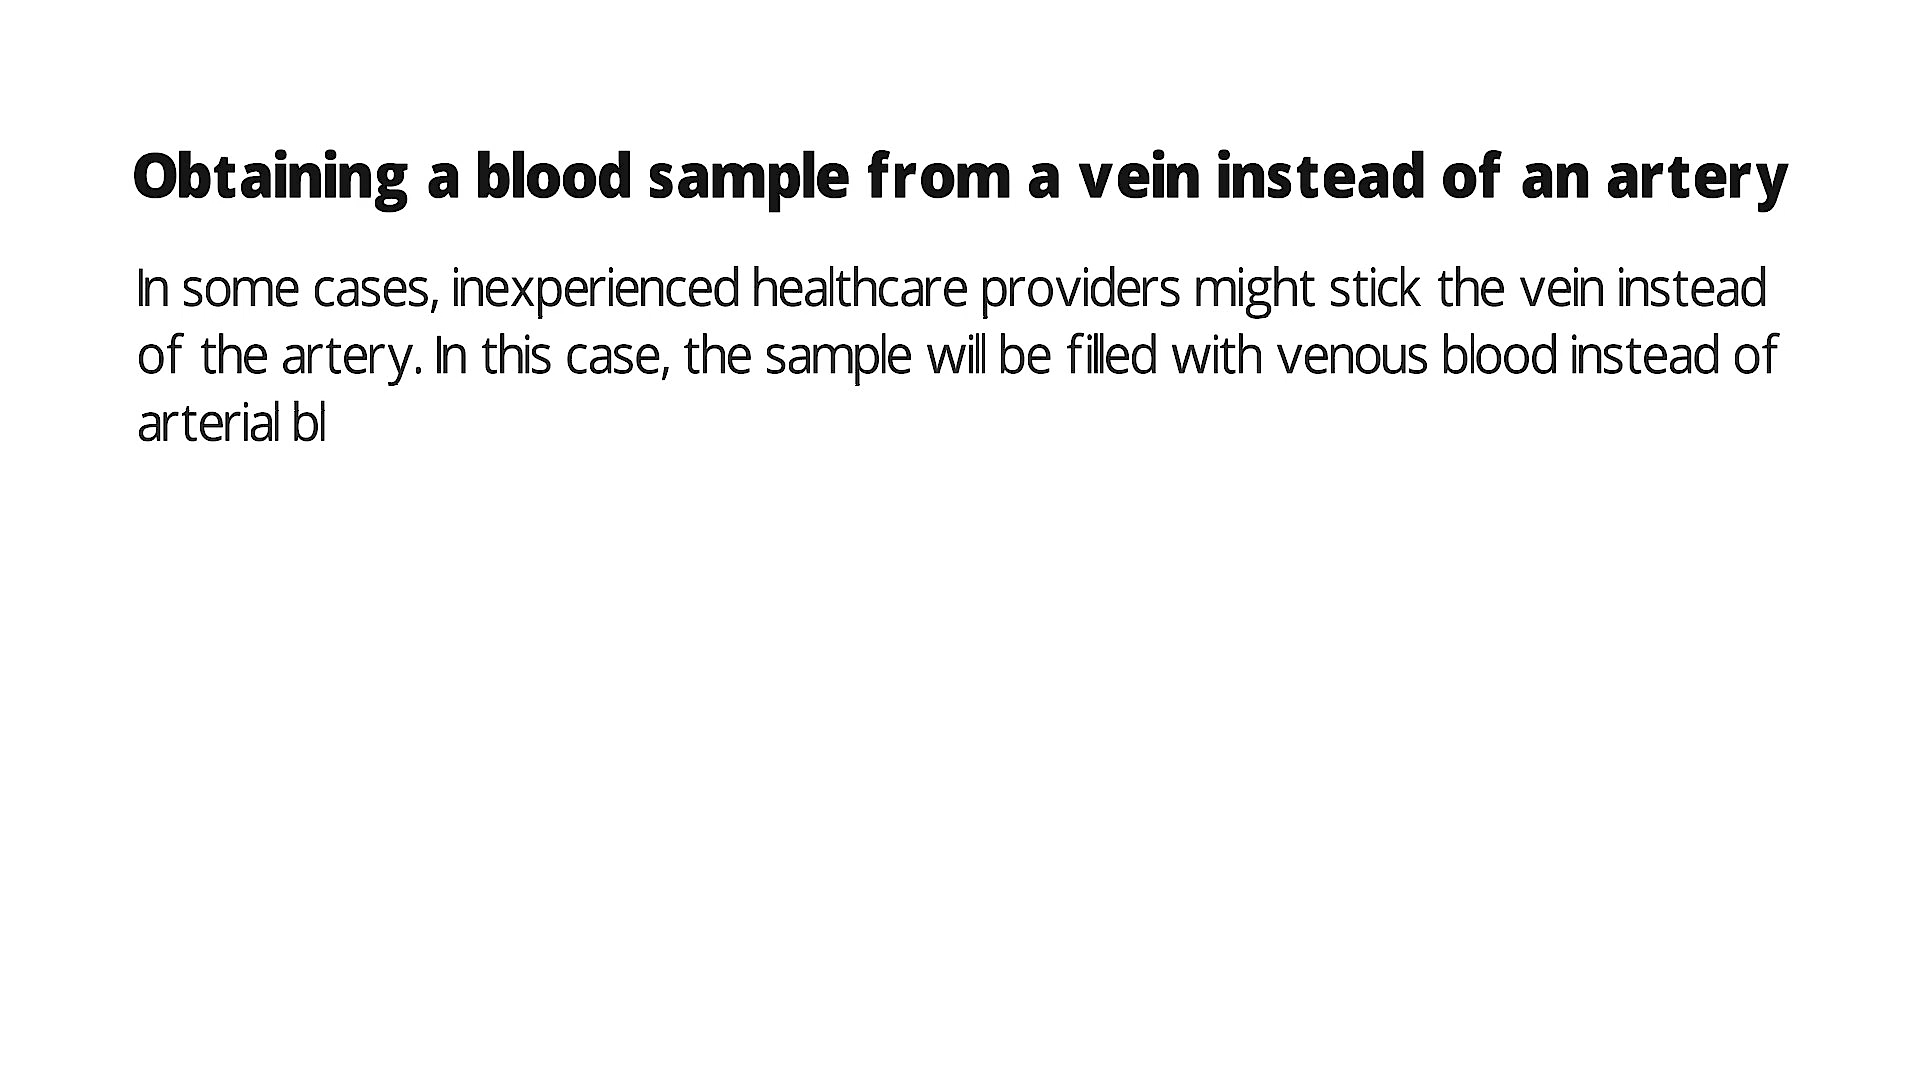 Obtaining a blood sample from a vein instead of an artery
In some cases, inexperienced healthcare providers might stick the vein instead
of the artery. In this case, the sample will be filled with venous blood instead of
arterial bl